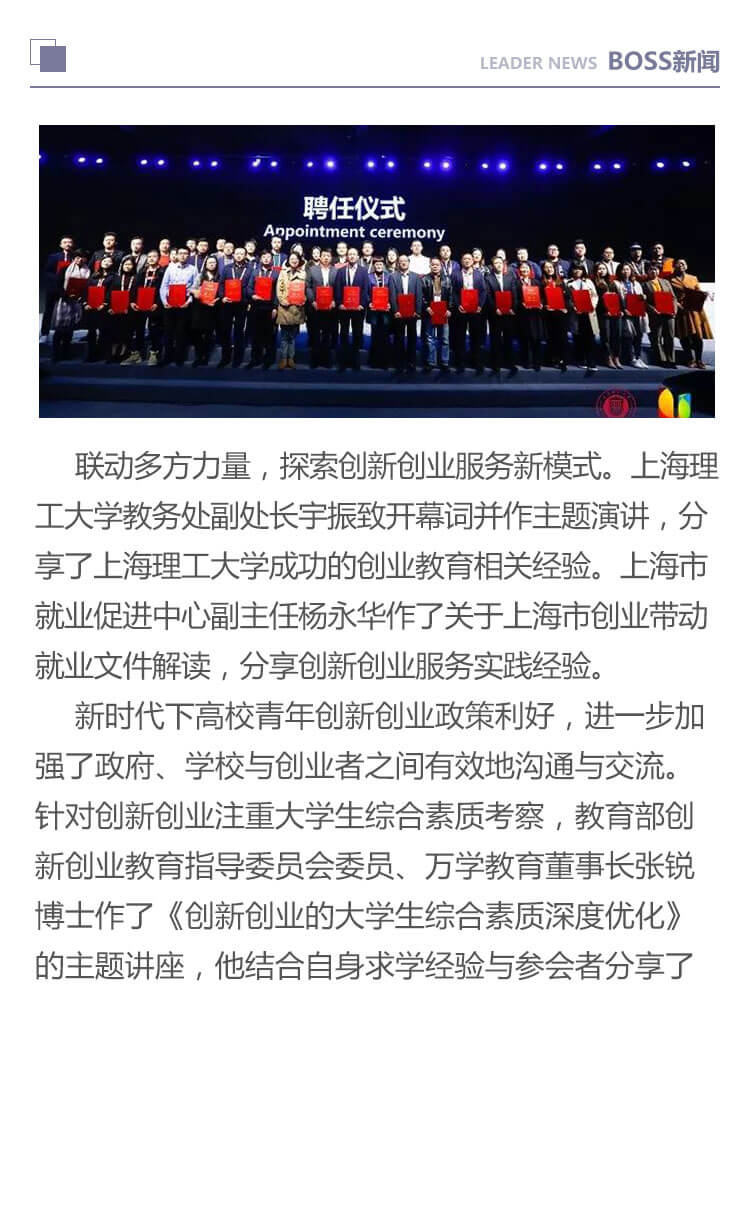 LEADER NEWS BOSS新闻
聘任仪式
Appointment ceremony
联动多方力量，探索创新创业服务新模式。上海理
工大学教务处副处长宇振致开幕词并作主题演讲，分
享了上海理工大学成功的创业教育相关经验。上海市
就业促进中心副主任杨永华作了关于上海市创业带动
就业文件解读，分享创新创业服务实践经验。
新时代下高校青年创新创业政策利好，进一步加
强了政府、学校与创业者之间有效地沟通与交流。
针对创新创业注重大学生综合素质考察，教育部创
新创业教育指导委员会委员、万学教育董事长张锐
博士作了《创新创业的大学生综合素质深度优化》
的主题讲座，他结合自身求学经验与参会者分享了